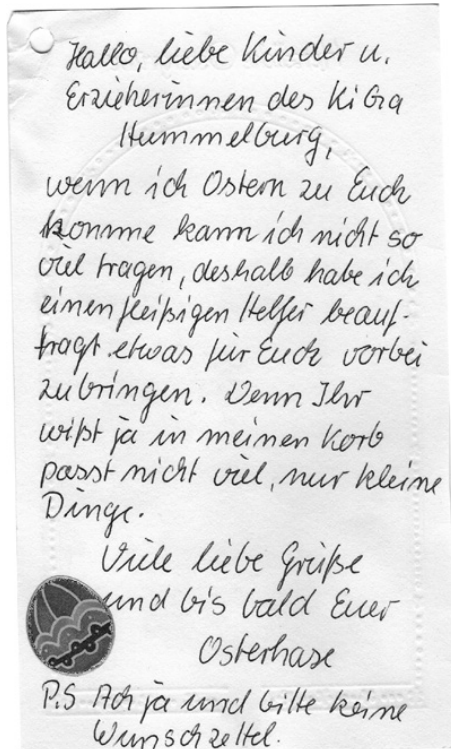 Hallo, liebe Kinder u.
Erzieherinnen des KiGa
Hummelburg,
wenn ich Ostern zu Euch
komme kann ich nicht so
viel tragen, deshalb habe ich
einen fleißigen Helfer beauf-
tragt etwas für Euch vorbei
zubringen. Denn Ihr
wißt ja in meinen Korb
passt nicht viel, nur kleine
Dinge.
Viele liebe Grüße
und bis bald Euer
Osterhase
P.S Ach ja und bitte keine
Wunschzettel.